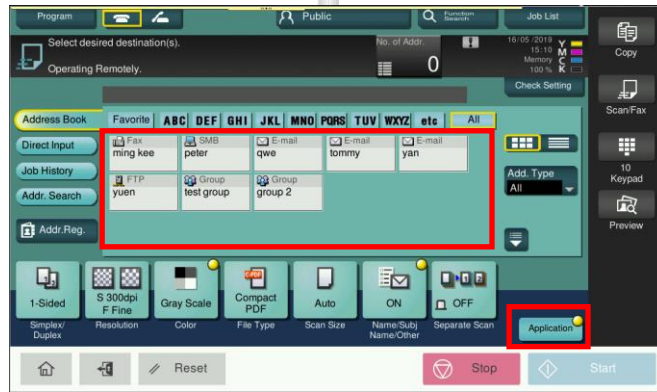 Program
Public
Function Search
Job List
Select desired destination(s).
Operating Remotely.
No. of Addr.
0
16/05/2019
15:10
Memory
100 %
Y
M
C
K
Check Setting
Copy
Scan/Fax
10 Keypad
Preview
Address Book
Direct Input
Job History
Addr. Search
Addr.Reg.
Favorite ABC DEF GHI JKL MNO PQRS TUV WXYZ etc All
Fax
ming kee
SMB
peter
E-mail
qwe
E-mail
tommy
E-mail
yan
FTP
yuen
Group
test group
Group
group 2
Add. Type
All
1-Sided
Simplex/
Duplex
S 300dpi
F Fine
Resolution
Gray Scale
Color
Compact
PDF
File Type
Auto
Scan Size
ON
Name/Subj
Name/Other
OFF
Separate Scan
Application
Reset
Stop
Start